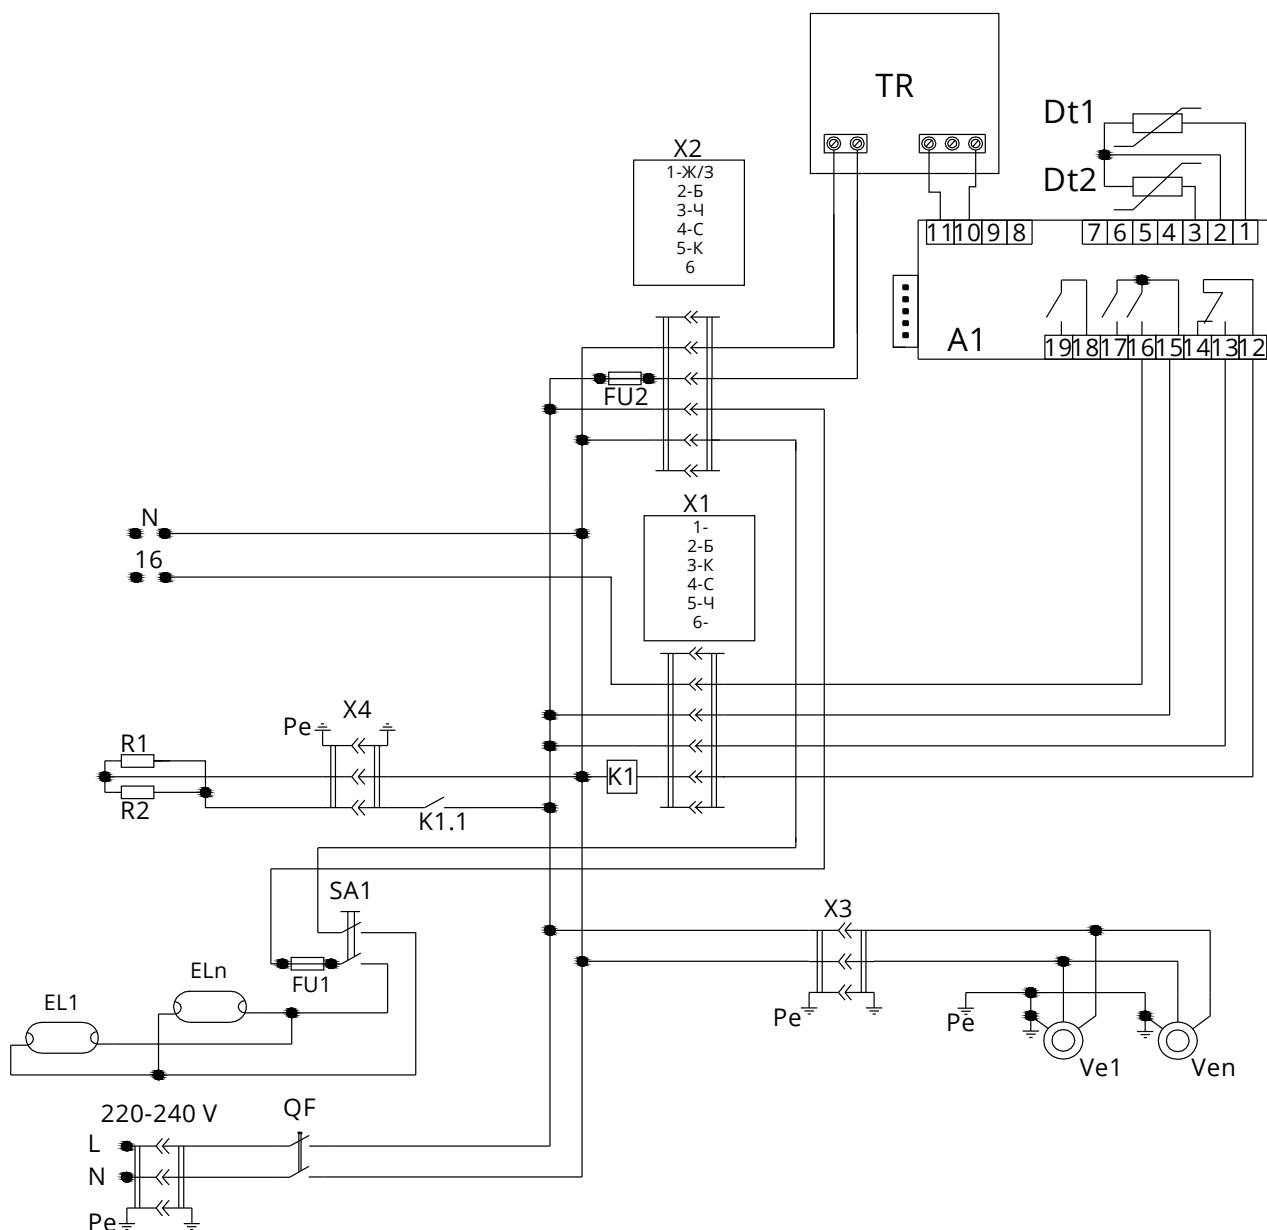 TR
Dt1
X2
1-Ж/З
2-Б
3-Ч
4-С
5-К
6
Dt2
11 10 9 8 7 6 5 4 3 2 1
A1
19 18 17 16 15 14 13 12
FU2
X1
N
1-
2-Б
3-К
4-С
5-Ч
6-
16
X4
Pe
R1
K1
R2
K1.1
SA1
X3
ELn
FU1
EL1
Pe
Pe
Ve1
Ven
220-240 V
QF
L
N
Pe